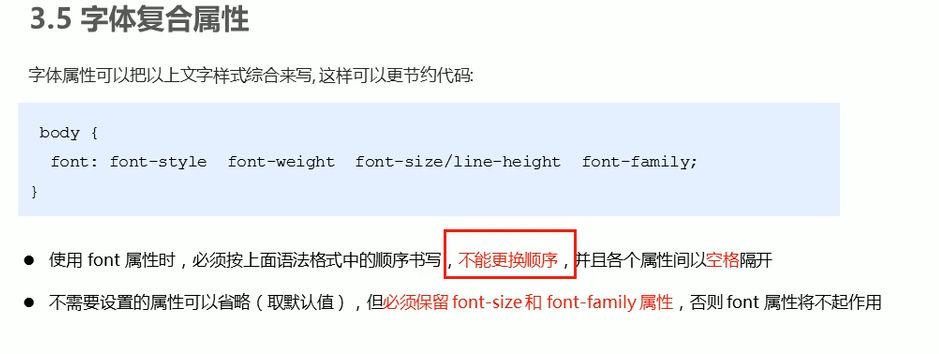 3.5 字体复合属性
字体属性可以把以上文字样式综合来写, 这样可以更节约代码:
body {
font: font-style font-weight font-size/line-height font-family;
}
● 使用 font 属性时，必须按上面语法格式中的顺序书写，不能更换顺序，并且各个属性间以空格隔开
● 不需要设置的属性可以省略（取默认值），但必须保留 font-size 和 font-family 属性，否则 font 属性将不起作用